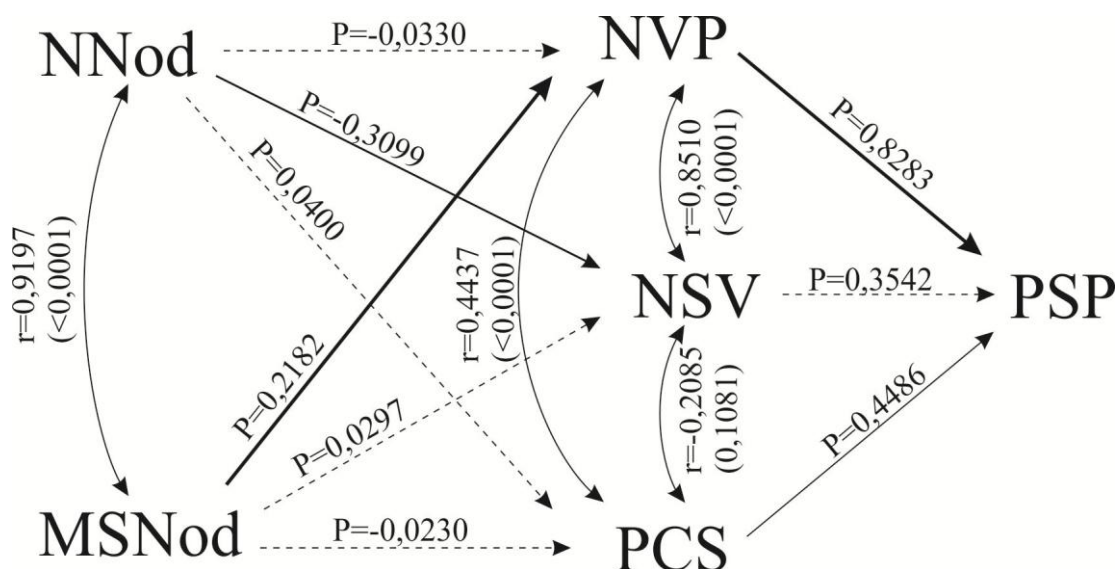 NNod
P=-0,0330
NVP
P=-0,3099
P=0,0400
P=0,8283
r=0,8510
(<0,0001)
r=0,9197
(<0,0001)
r=0,4437
(<0,0001)
NSV
P=0,3542
PSP
P=0,2182
P=0,0297
r=-0,2085
(0,1081)
P=0,4486
MSNod
P=-0,0230
PCS